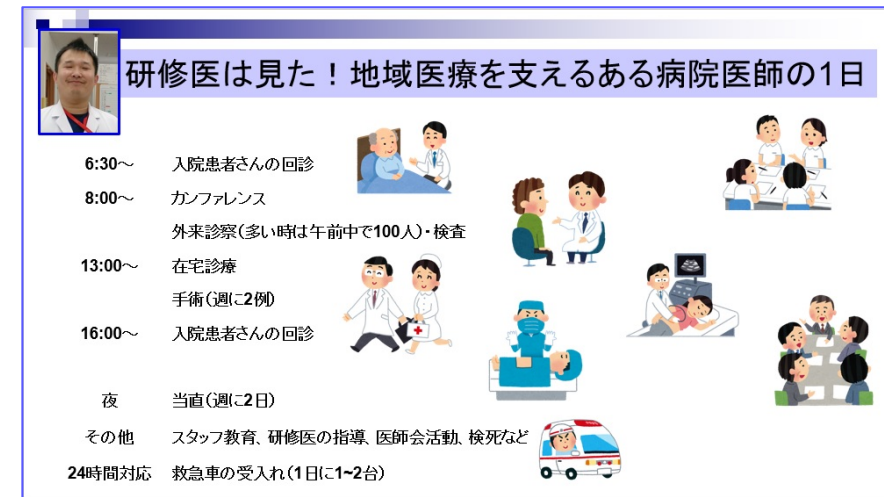 研修医は見た!地域医療を支えるある病院医師の1日
6:30~ 入院患者さんの回診
8:00~ カンファレンス
外来診察(多い時は午前中で100人)・検査
13:00~ 在宅診療
手術(週に2例)
16:00~ 入院患者さんの回診
夜 当直(週に2日)
その他 スタッフ教育、研修医の指導、医師会活動、検死など
24時間対応 救急車の受入れ(1日に1~2台)